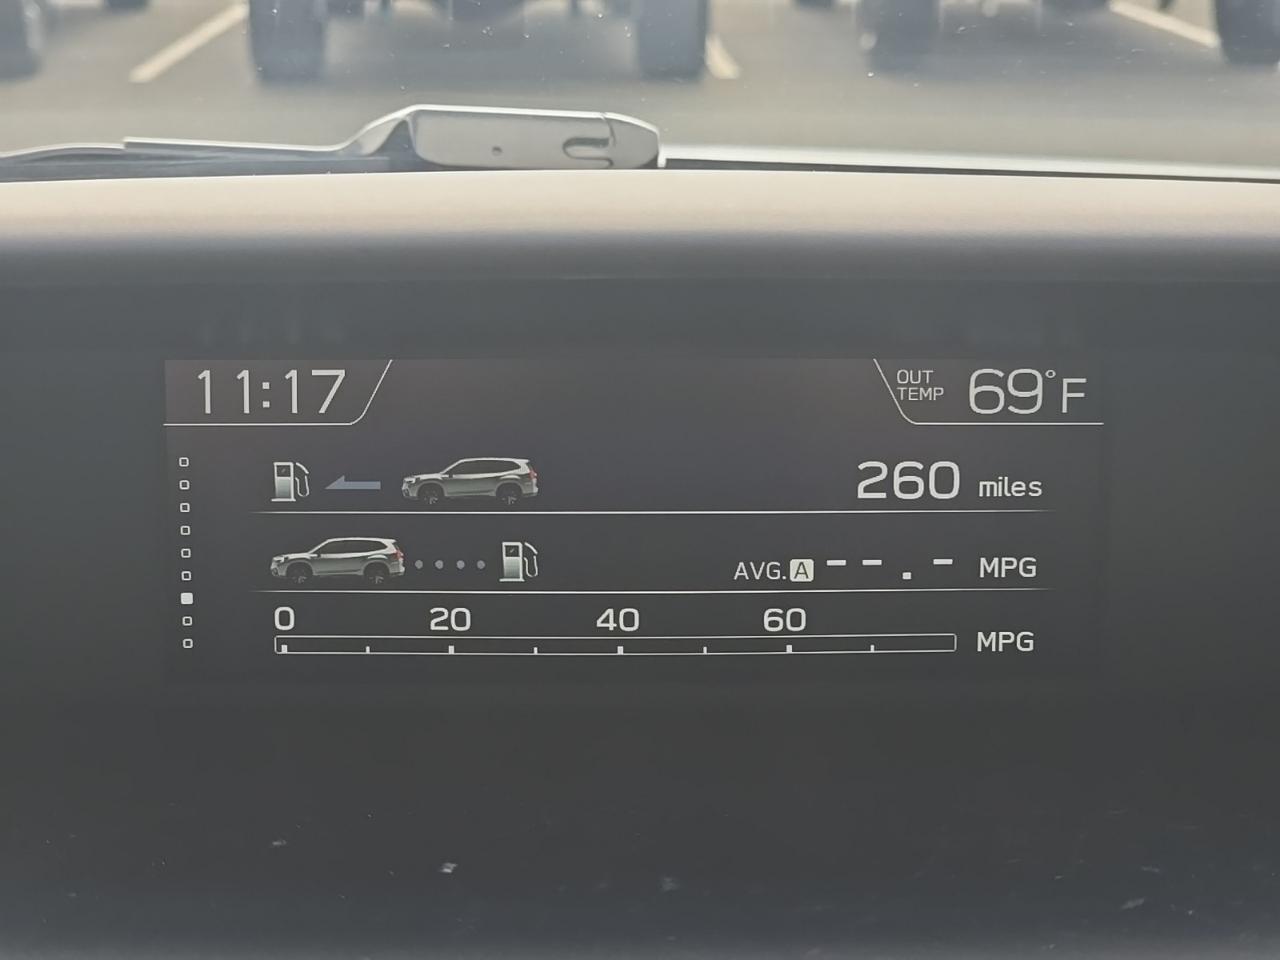 11:17
OUT TEMP 69°F
260 miles
AVG. A --.- MPG
0 20 40 60
MPG